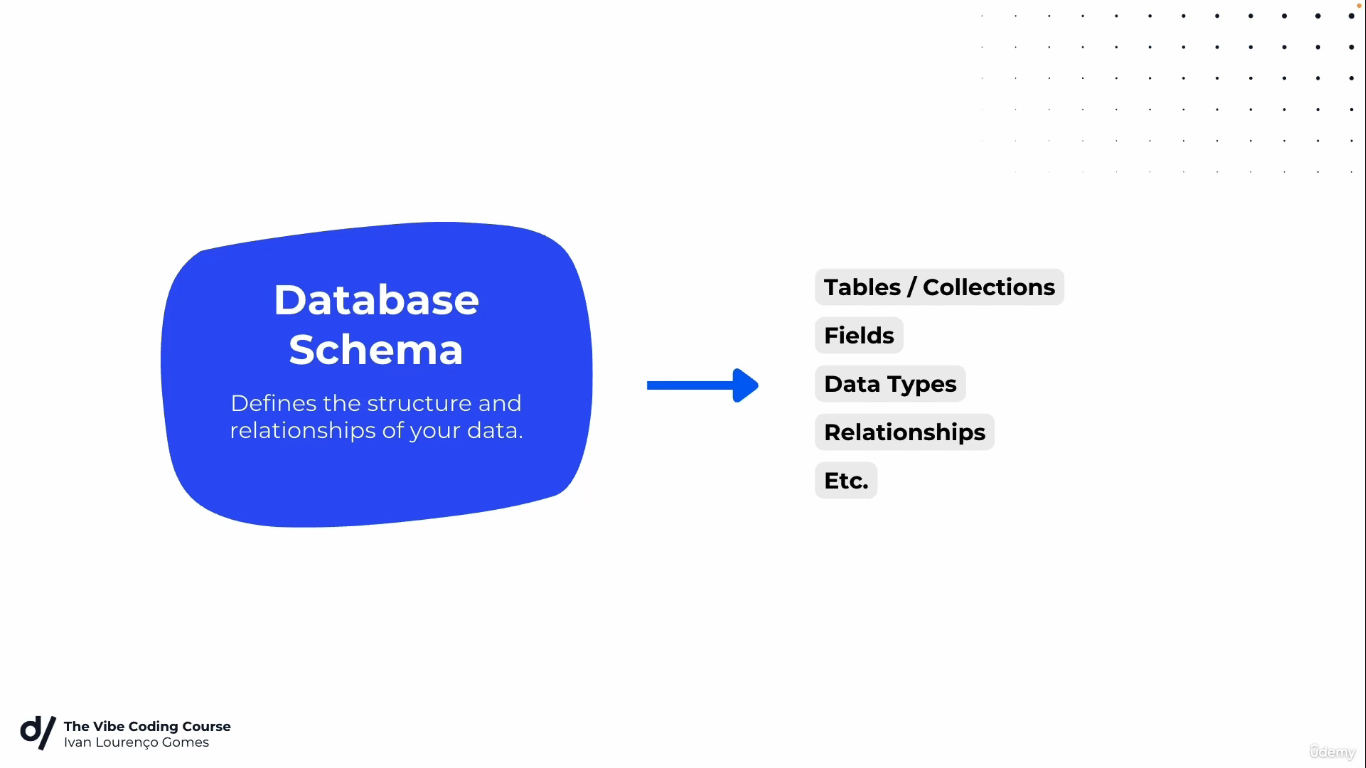 Database
Schema
Defines the structure and
relationships of your data.
Tables / Collections
Fields
Data Types
Relationships
Etc.
d/
The Vibe Coding Course
Ivan Lourenço Gomes
ûdemy